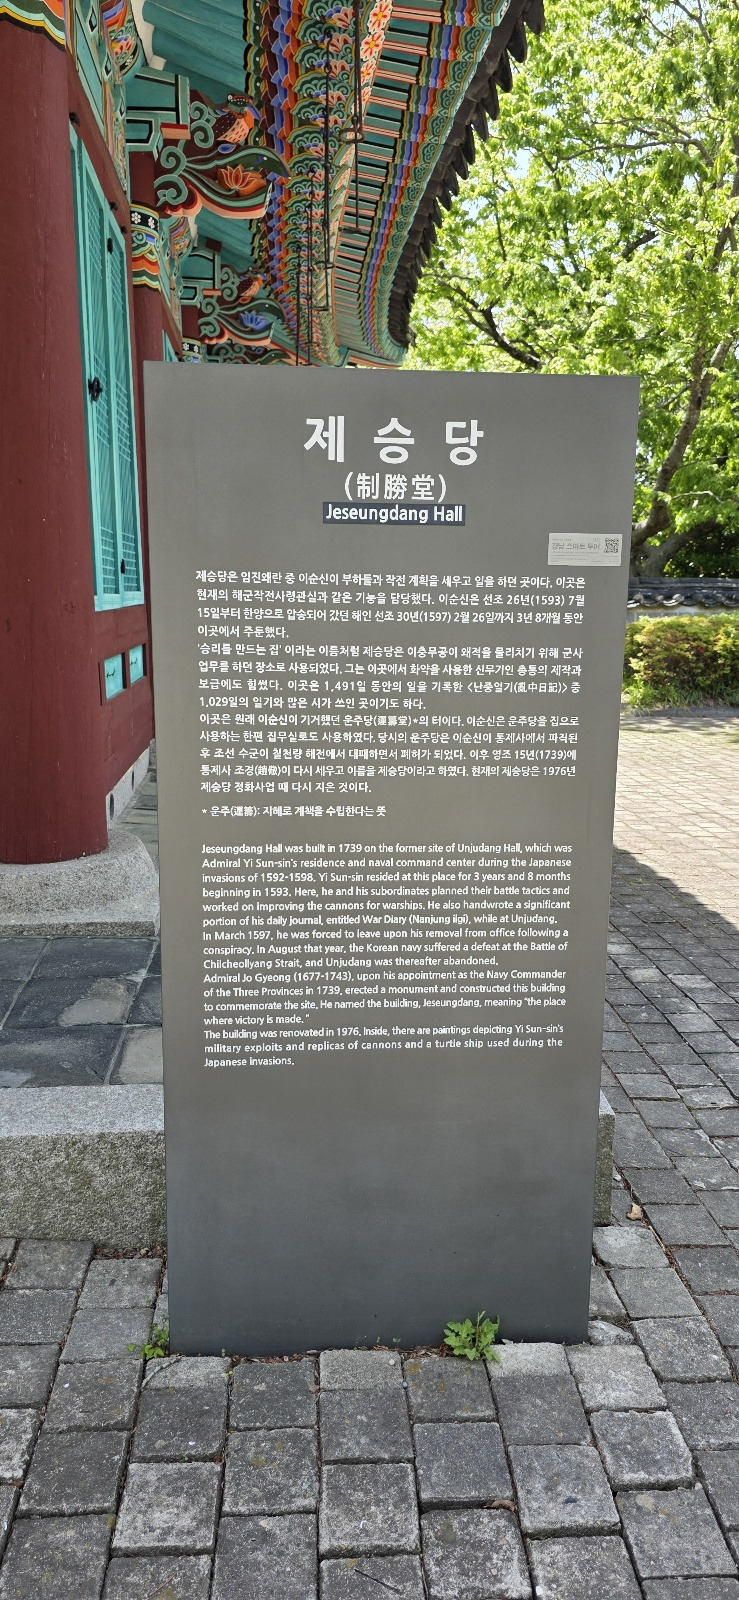 제 승 당
(制勝堂)
Jeseungdang Hall
경남 스마트 투어
제승당은 임진왜란 중 이순신이 부하들과 작전 계획을 세우고 일을 하던 곳이다. 이곳은
현재의 해군작전사령관실과 같은 기능을 담당했다. 이순신은 선조 26년(1593) 7월
15일부터 한양으로 압송되어 갔던 해인 선조 30년(1597) 2월 26일까지 3년 8개월 동안
이곳에서 주둔했다.
'승리를 만드는 집' 이라는 이름처럼 제승당은 이충무공이 왜적을 물리치기 위해 군사
업무를 하던 장소로 사용되었다. 그는 이곳에서 화약을 사용한 신무기인 총통의 제작과
보급에도 힘썼다. 이곳은 1,491일 동안의 일을 기록한 <난중일기(亂中日記)> 중
1,029일의 일기와 많은 시가 쓰인 곳이기도 하다.
이곳은 원래 이순신이 기거했던 운주당(運籌堂)*의 터이다. 이순신은 운주당을 집으로
사용하는 한편 집무실로도 사용하였다. 당시의 운주당은 이순신이 통제사에서 파직된
후 조선 수군이 칠천량 해전에서 대패하면서 폐허가 되었다. 이후 영조 15년(1739)에
통제사 조경(趙儆)이 다시 세우고 이름을 제승당이라고 하였다. 현재의 제승당은 1976년
제승당 정화사업 때 다시 지은 것이다.
* 운주(運籌): 지혜로 계책을 수립한다는 뜻
Jeseungdang Hall was built in 1739 on the former site of Unjudang Hall, which was
Admiral Yi Sun-sin's residence and naval command center during the Japanese
invasions of 1592-1598. Yi Sun-sin resided at this place for 3 years and 8 months
beginning in 1593. Here, he and his subordinates planned their battle tactics and
worked on improving the cannons for warships. He also handwrote a significant
portion of his daily journal, entitled War Diary (Nanjung ilgi), while at Unjudang.
In March 1597, he was forced to leave upon his removal from office following a
conspiracy. In August that year, the Korean navy suffered a defeat at the Battle of
Chilcheollyang Strait, and Unjudang was thereafter abandoned.
Admiral Jo Gyeong (1677-1743), upon his appointment as the Navy Commander
of the Three Provinces in 1739, erected a monument and constructed this building
to commemorate the site. He named the building, Jeseungdang, meaning "the place
where victory is made. "
The building was renovated in 1976. Inside, there are paintings depicting Yi Sun-sin's
military exploits and replicas of cannons and a turtle ship used during the
Japanese invasions.